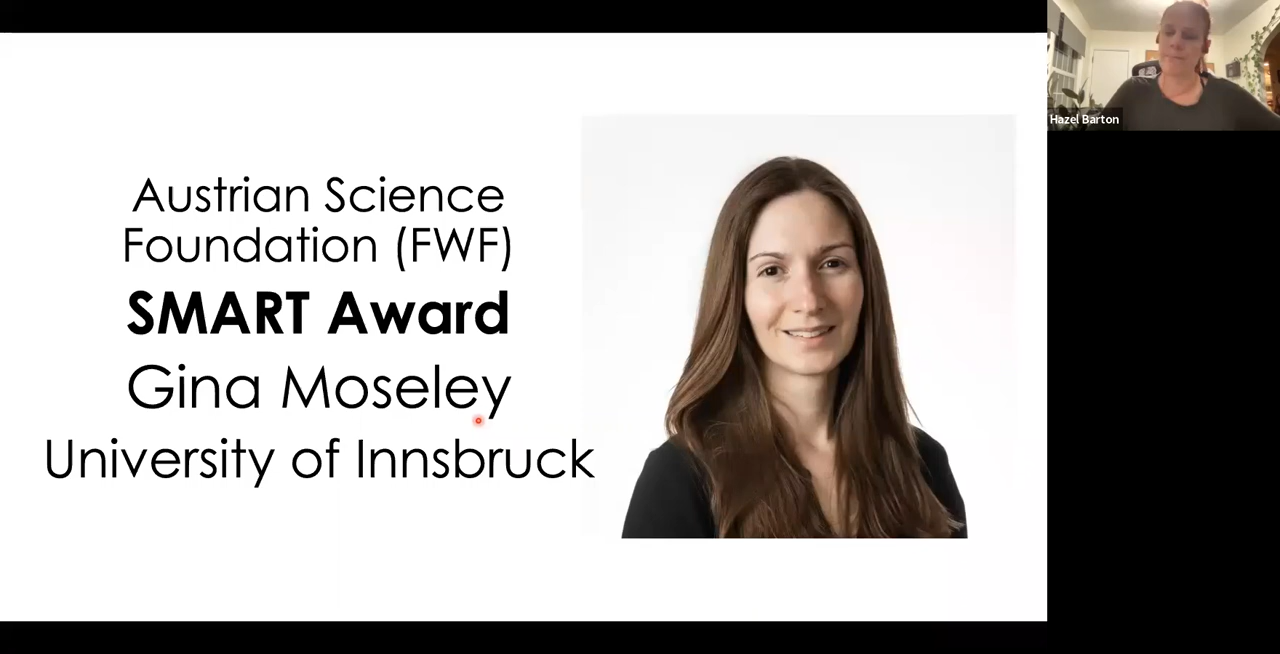 Austrian Science
Foundation (FWF)
SMART Award
Gina Moseley
University of Innsbruck
Hazel Barton